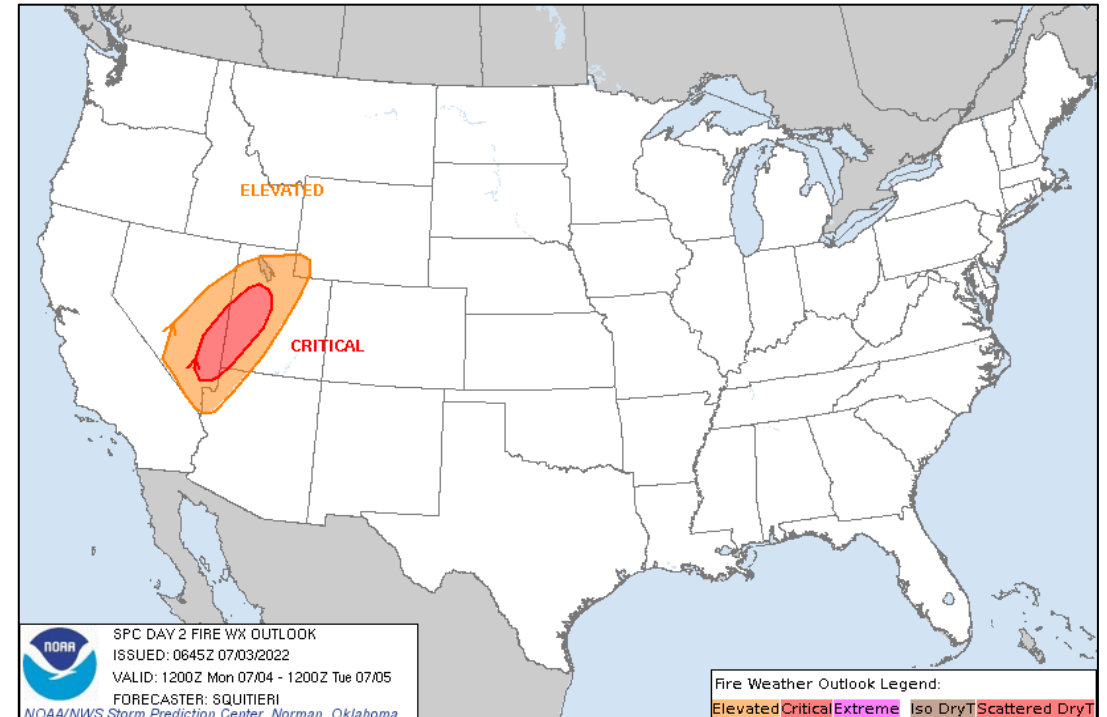 ELEVATED
CRITICAL
NOAA
SPC DAY 2 FIRE WX OUTLOOK
ISSUED: 0645Z 07/03/2022
VALID: 1200Z Mon 07/04 - 1200Z Tue 07/05
FORECASTER: SQUITIERI
NOAA/NWS Storm Prediction Center, Norman, Oklahoma
Fire Weather Outlook Legend:
Elevated Critical Extreme Iso DryT Scattered DryT